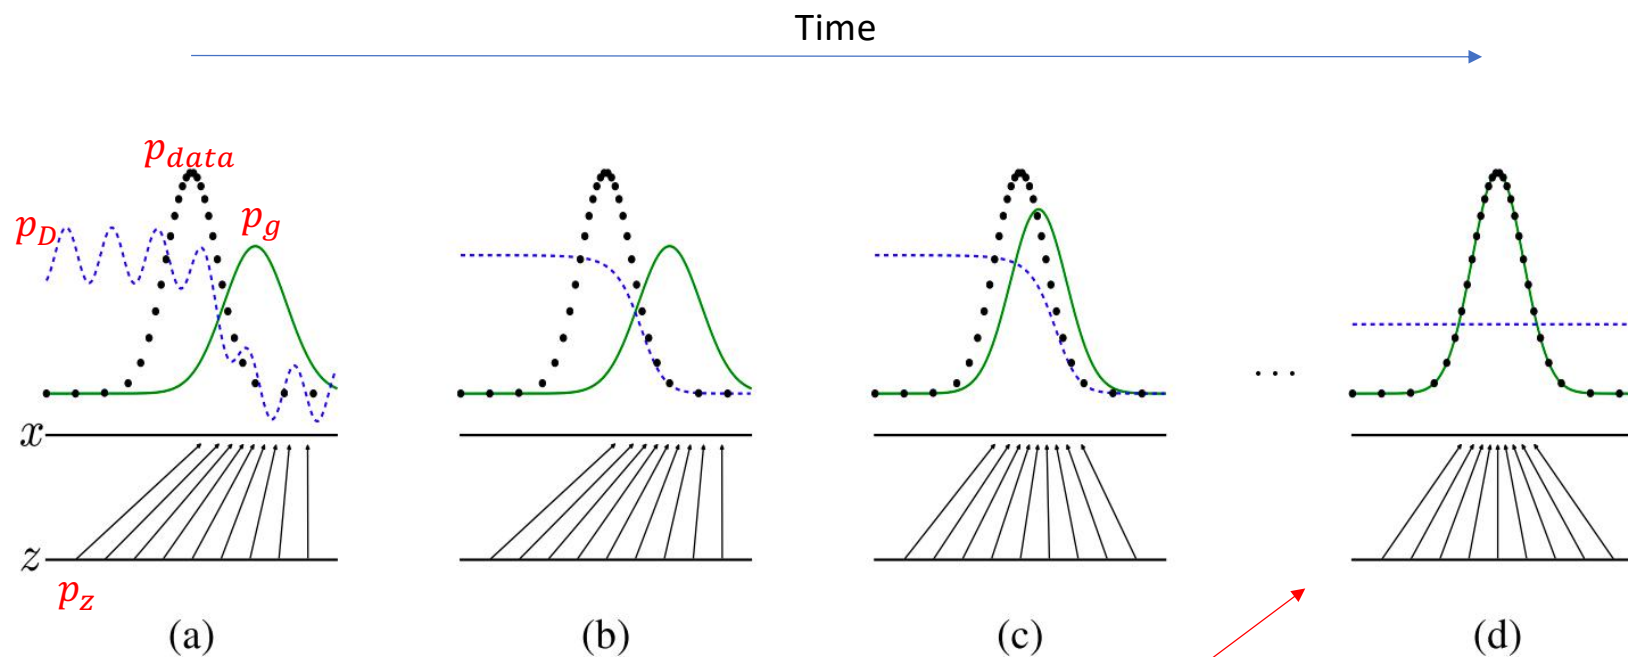 Time
p_data
p_D
p_g
x
. . .
z
p_z
(a) (b) (c) (d)